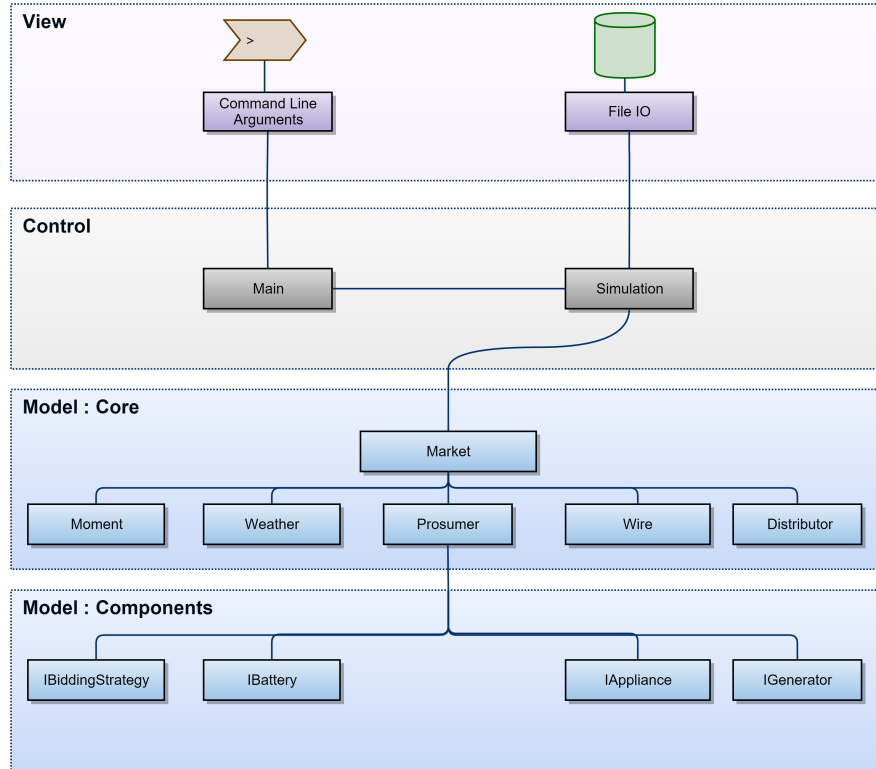 View
>
Command Line
Arguments
File IO
Control
Main
Simulation
Model : Core
Market
Moment
Weather
Prosumer
Wire
Distributor
Model : Components
IBiddingStrategy
IBattery
IAppliance
IGenerator